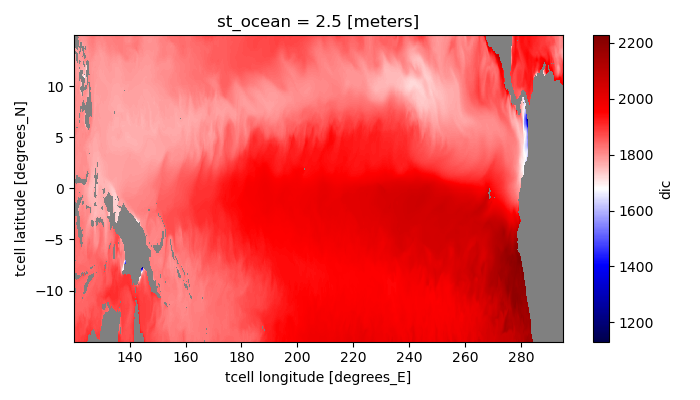 st_ocean = 2.5 [meters]
tcell latitude [degrees_N]
10
5
0
−5
−10
140 160 180 200 220 240 260 280
tcell longitude [degrees_E]
2200
2000
1800
1600
1400
1200
dic